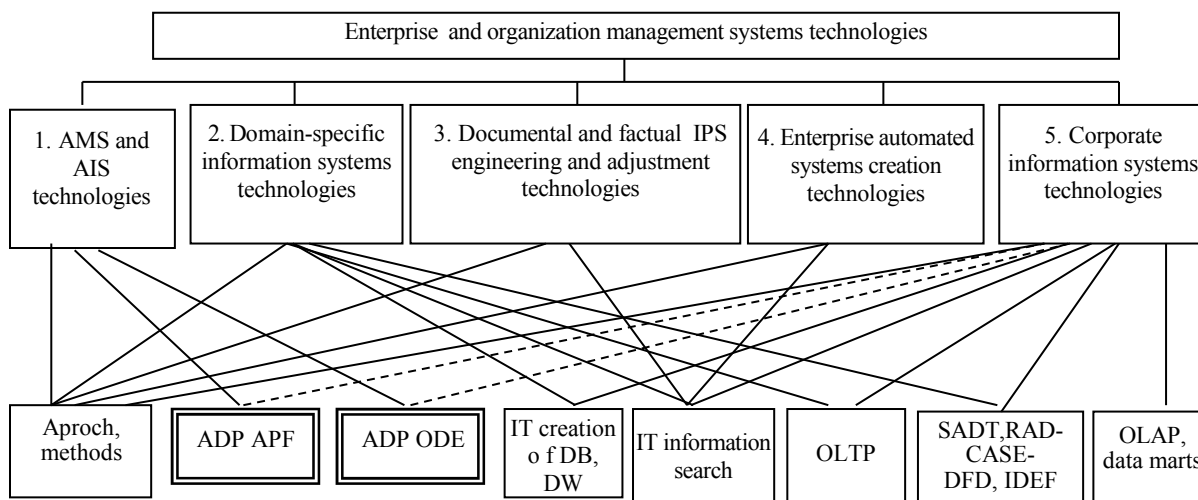 Enterprise and organization management systems technologies
1. AMS and
AIS
technologies
2. Domain-specific
information systems
technologies
3. Documental and factual IPS
engineering and adjustment
technologies
4. Enterprise automated
systems creation
technologies
5. Corporate
information systems
technologies
Aproch,
methods
ADP APF
ADP ODE
IT creation
o f DB,
DW
IT information
search
OLTP
SADT,RAD-
CASE-
DFD, IDEF
OLAP,
data marts